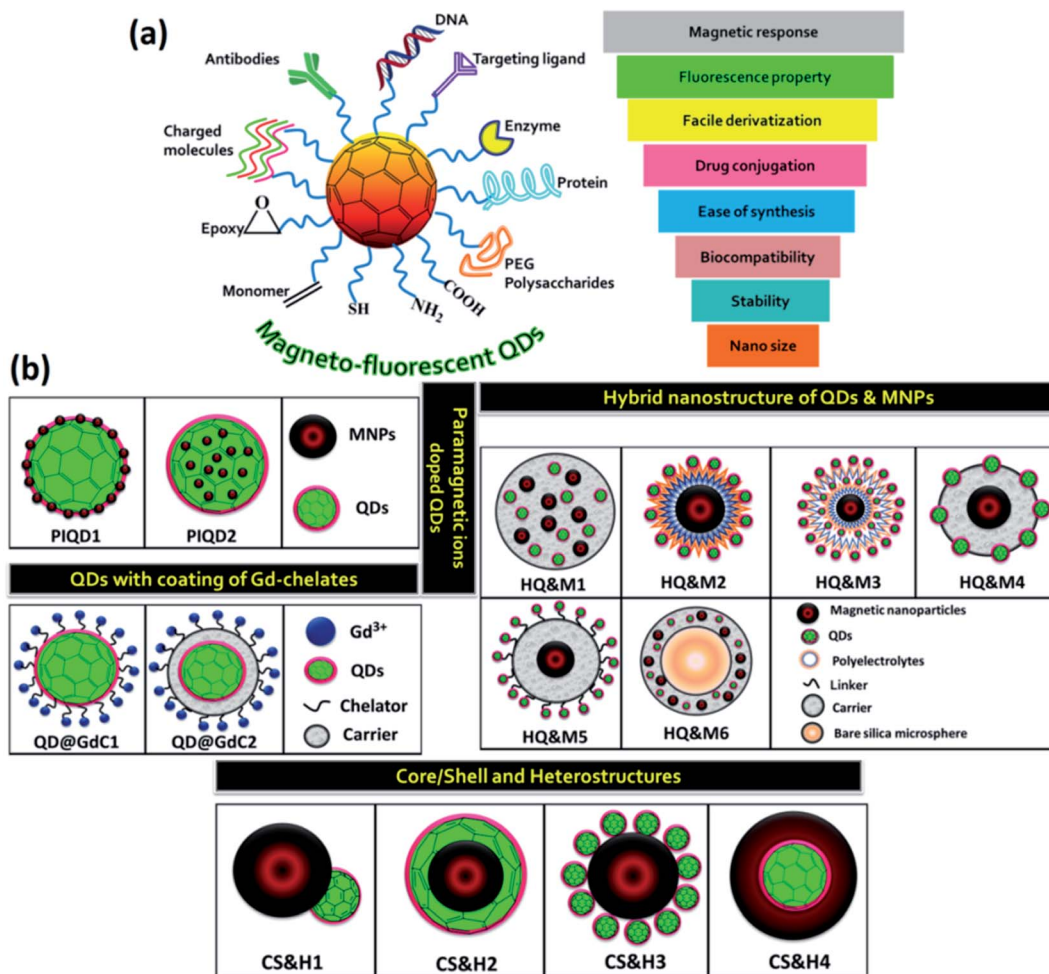 (a)
DNA
Antibodies
Targeting ligand
Charged
molecules
Enzyme
Protein
Epoxy
O
PEG
Polysaccharides
Monomer
SH
NH2
COOH
Magneto-fluorescent QDs
Magnetic response
Fluorescence property
Facile derivatization
Drug conjugation
Ease of synthesis
Biocompatibility
Stability
Nano size
(b)
PIQD1
PIQD2
MNPs
QDs
Paramagnetic ions
doped QDs
QDs with coating of Gd-chelates
QD@GdC1
QD@GdC2
Gd3+
QDs
Chelator
Carrier
Hybrid nanostructure of QDs & MNPs
HQ&M1
HQ&M2
HQ&M3
HQ&M4
HQ&M5
HQ&M6
Magnetic nanoparticles
QDs
Polyelectrolytes
Linker
Carrier
Bare silica microsphere
Core/Shell and Heterostructures
CS&H1
CS&H2
CS&H3
CS&H4